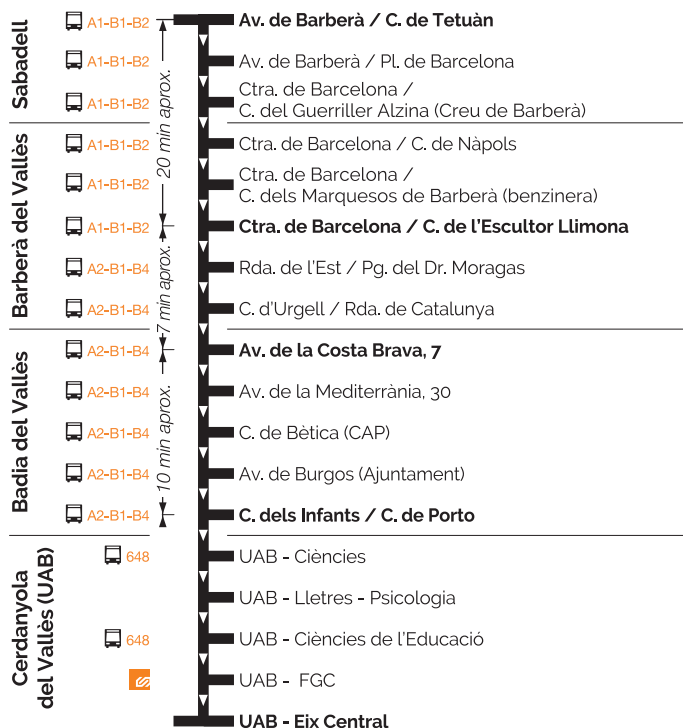 Sabadell
A1-B1-B2 Av. de Barberà / C. de Tetuàn
A1-B1-B2 Av. de Barberà / Pl. de Barcelona
A1-B1-B2 Ctra. de Barcelona /
C. del Guerriller Alzina (Creu de Barberà)
20 min aprox.
Barberà del Vallès
A1-B1-B2 Ctra. de Barcelona / C. de Nàpols
A1-B1-B2 Ctra. de Barcelona /
C. dels Marquesos de Barberà (benzinera)
A1-B1-B2 Ctra. de Barcelona / C. de l'Escultor Llimona
A2-B1-B4 Rda. de l'Est / Pg. del Dr. Moragas
A2-B1-B4 C. d'Urgell / Rda. de Catalunya
7 min aprox.
Badia del Vallès
A2-B1-B4 Av. de la Costa Brava, 7
A2-B1-B4 Av. de la Mediterrània, 30
A2-B1-B4 C. de Bètica (CAP)
A2-B1-B4 Av. de Burgos (Ajuntament)
A2-B1-B4 C. dels Infants / C. de Porto
10 min aprox.
Cerdanyola
del Vallès (UAB)
648 UAB - Ciències
UAB - Lletres - Psicologia
648 UAB - Ciències de l'Educació
UAB - FGC
UAB - Eix Central